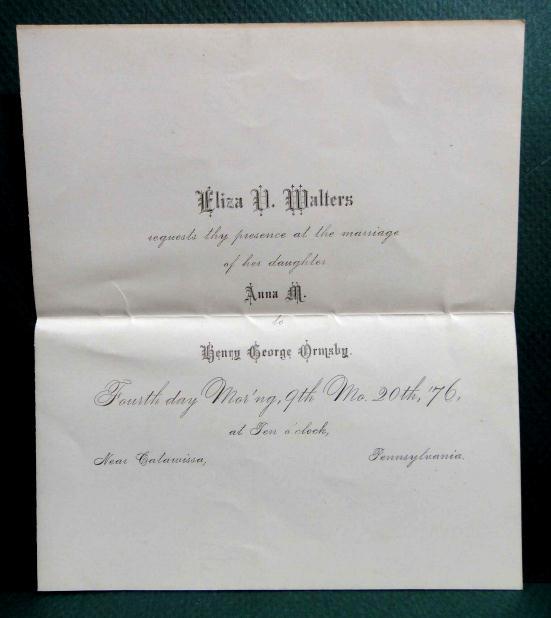 Eliza V. Walters
requests thy presence at the marriage
of her daughter
Anna M.
to
Henry George Ormsby.
Fourth day Mor'ng, 9th Mo. 20th, '76,
at Ten o'clock,
Near Catawissa, Pennsylvania.